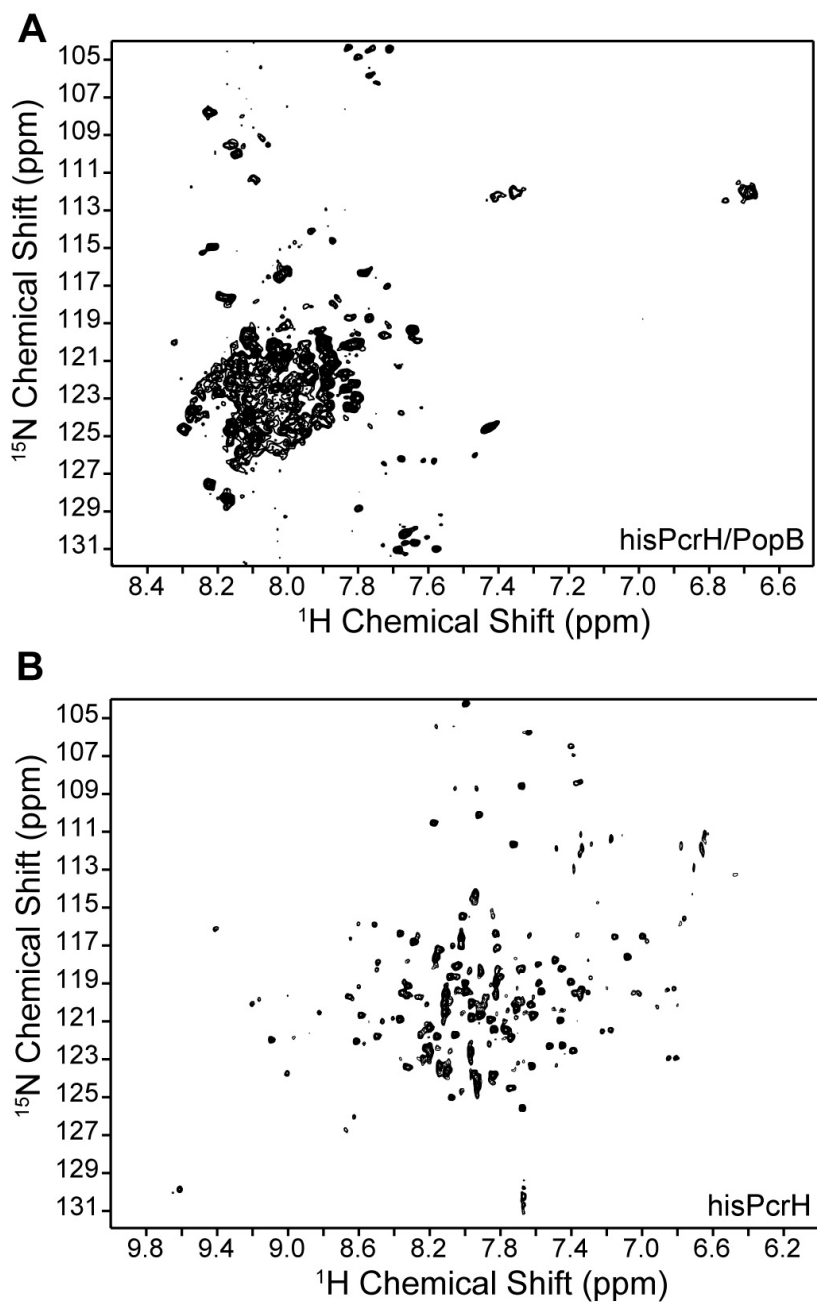 A
105
107
109
111
113
115
117
119
121
123
125
127
129
131
¹⁵N Chemical Shift (ppm)
hisPcrH/PopB
8.4 8.2 8.0 7.8 7.6 7.4 7.2 7.0 6.8 6.6
¹H Chemical Shift (ppm)
B
105
107
109
111
113
115
117
119
121
123
125
127
129
131
¹⁵N Chemical Shift (ppm)
hisPcrH
9.8 9.4 9.0 8.6 8.2 7.8 7.4 7.0 6.6 6.2
¹H Chemical Shift (ppm)